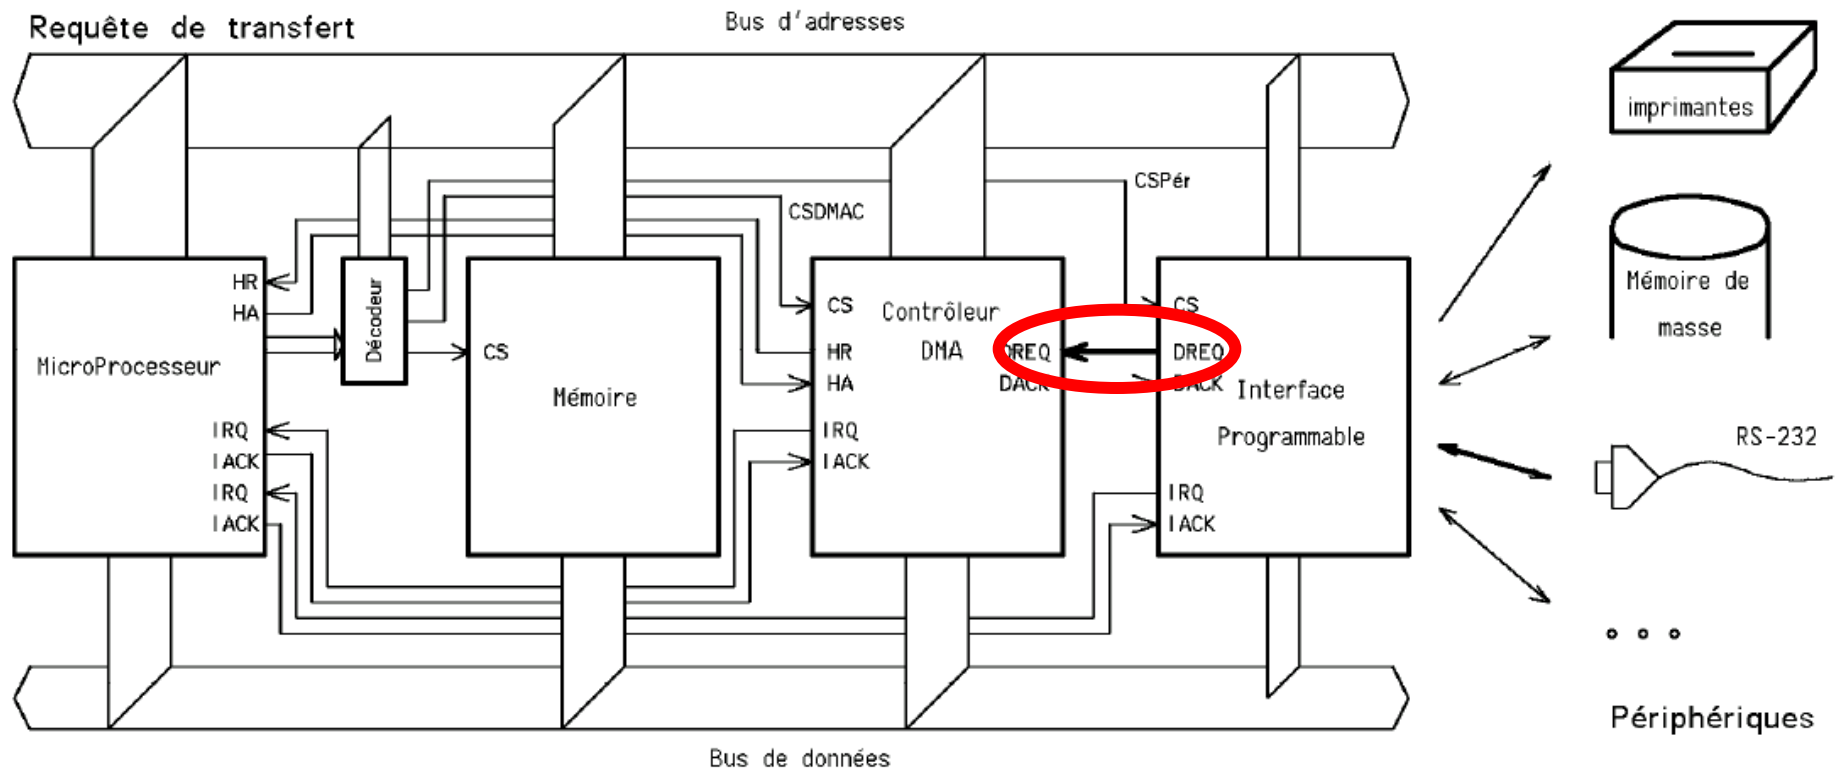 Requête de transfert
Bus d'adresses
imprimantes
CSPér
CSDMAC
Mémoire de
masse
HR
HA
MicroProcesseur
IRQ
IACK
IRQ
IACK
Décodeur
CS
Mémoire
CS
Contrôleur
DMA
HR
HA
DREQ
DACK
IRQ
IACK
CS
DREQ
DACK
Interface
Programmable
IRQ
IACK
RS-232
Périphériques
Bus de données